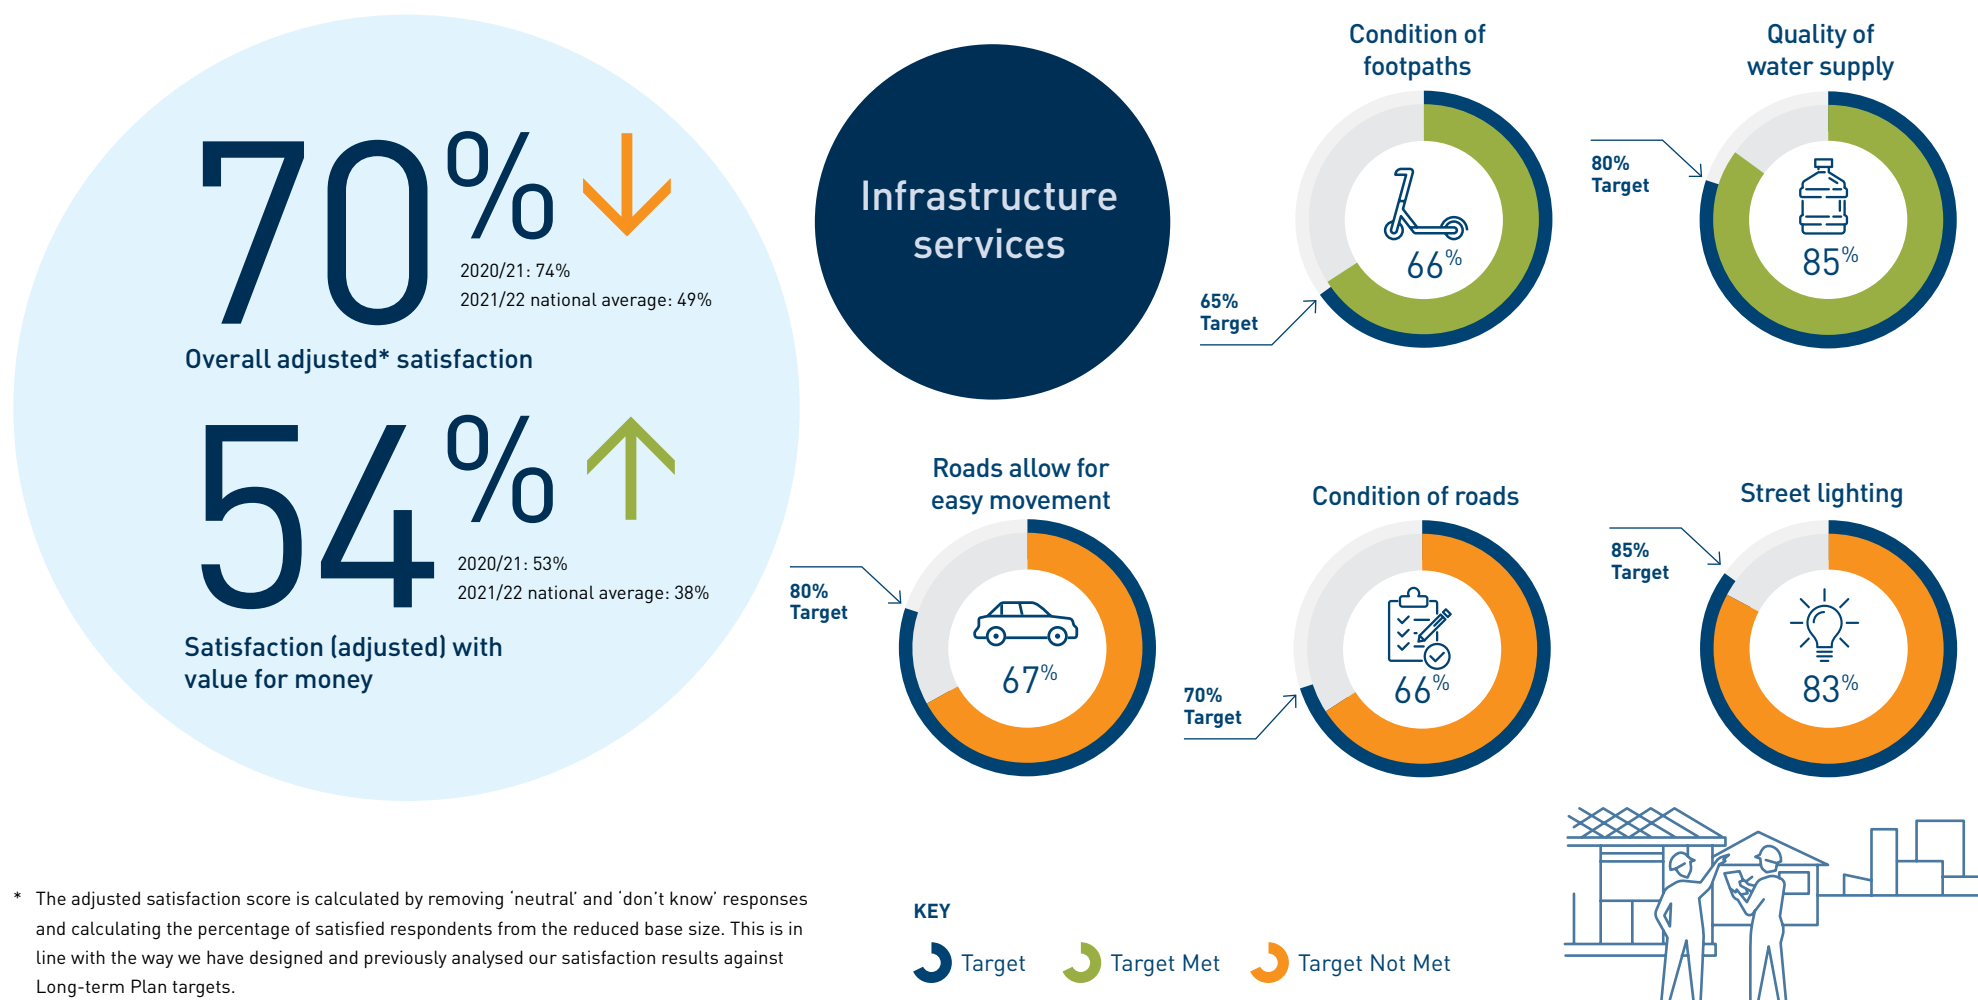 70%
2020/21: 74%
2021/22 national average: 49%
Overall adjusted* satisfaction
54%
2020/21: 53%
2021/22 national average: 38%
Satisfaction (adjusted) with
value for money
Infrastructure
services
Condition of
footpaths
66%
65%
Target
Quality of
water supply
80%
Target
85%
Roads allow for
easy movement
80%
Target
67%
Condition of roads
70%
Target
66%
Street lighting
85%
Target
83%
* The adjusted satisfaction score is calculated by removing ‘neutral’ and ‘don’t know’ responses
and calculating the percentage of satisfied respondents from the reduced base size. This is in
line with the way we have designed and previously analysed our satisfaction results against
Long-term Plan targets.
KEY
Target
Target Met
Target Not Met